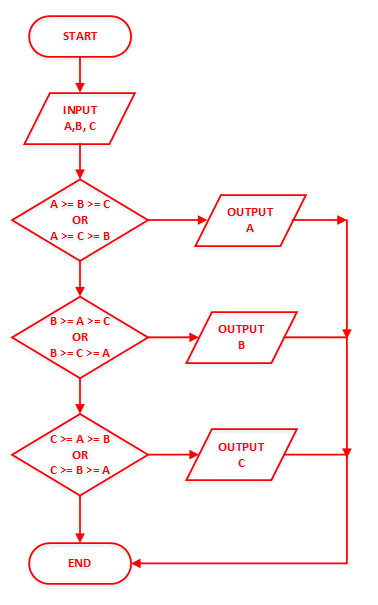 START
INPUT
A,B, C
A >= B >= C
OR
A >= C >= B
OUTPUT
A
B >= A >= C
OR
B >= C >= A
OUTPUT
B
C >= A >= B
OR
C >= B >= A
OUTPUT
C
END